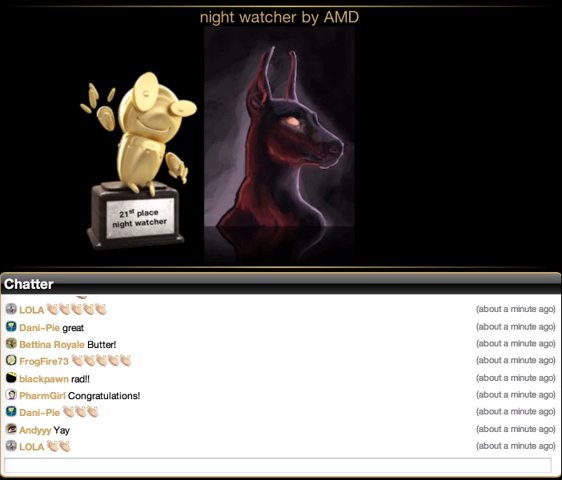 night watcher by AMD
21st place
night watcher
Chatter
LOLA (about a minute ago)
Dani-Pie great (about a minute ago)
Bettina Royale Butter! (about a minute ago)
FrogFire73 (about a minute ago)
blackpawn rad!! (about a minute ago)
PharmGirl Congratulations! (about a minute ago)
Dani-Pie (about a minute ago)
Andyyy Yay (about a minute ago)
LOLA (about a minute ago)